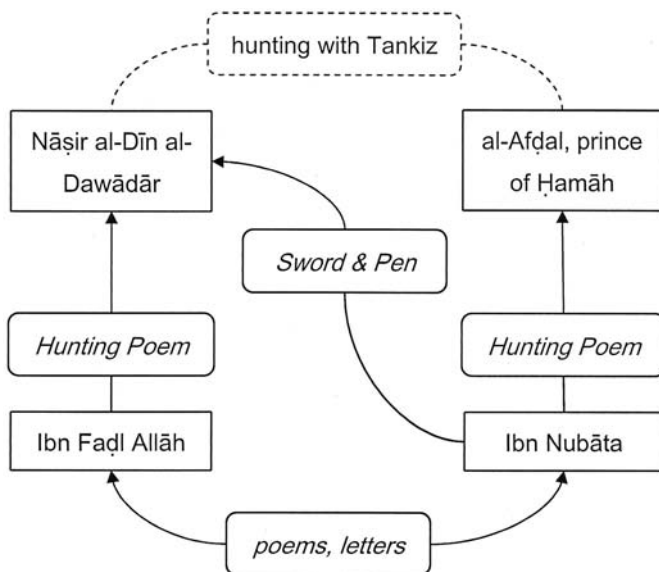 hunting with Tankiz
Nāṣir al-Dīn al-
Dawādār
al-Afḍal, prince
of Ḥamāh
Sword & Pen
Hunting Poem
Hunting Poem
Ibn Faḍl Allāh
Ibn Nubāta
poems, letters